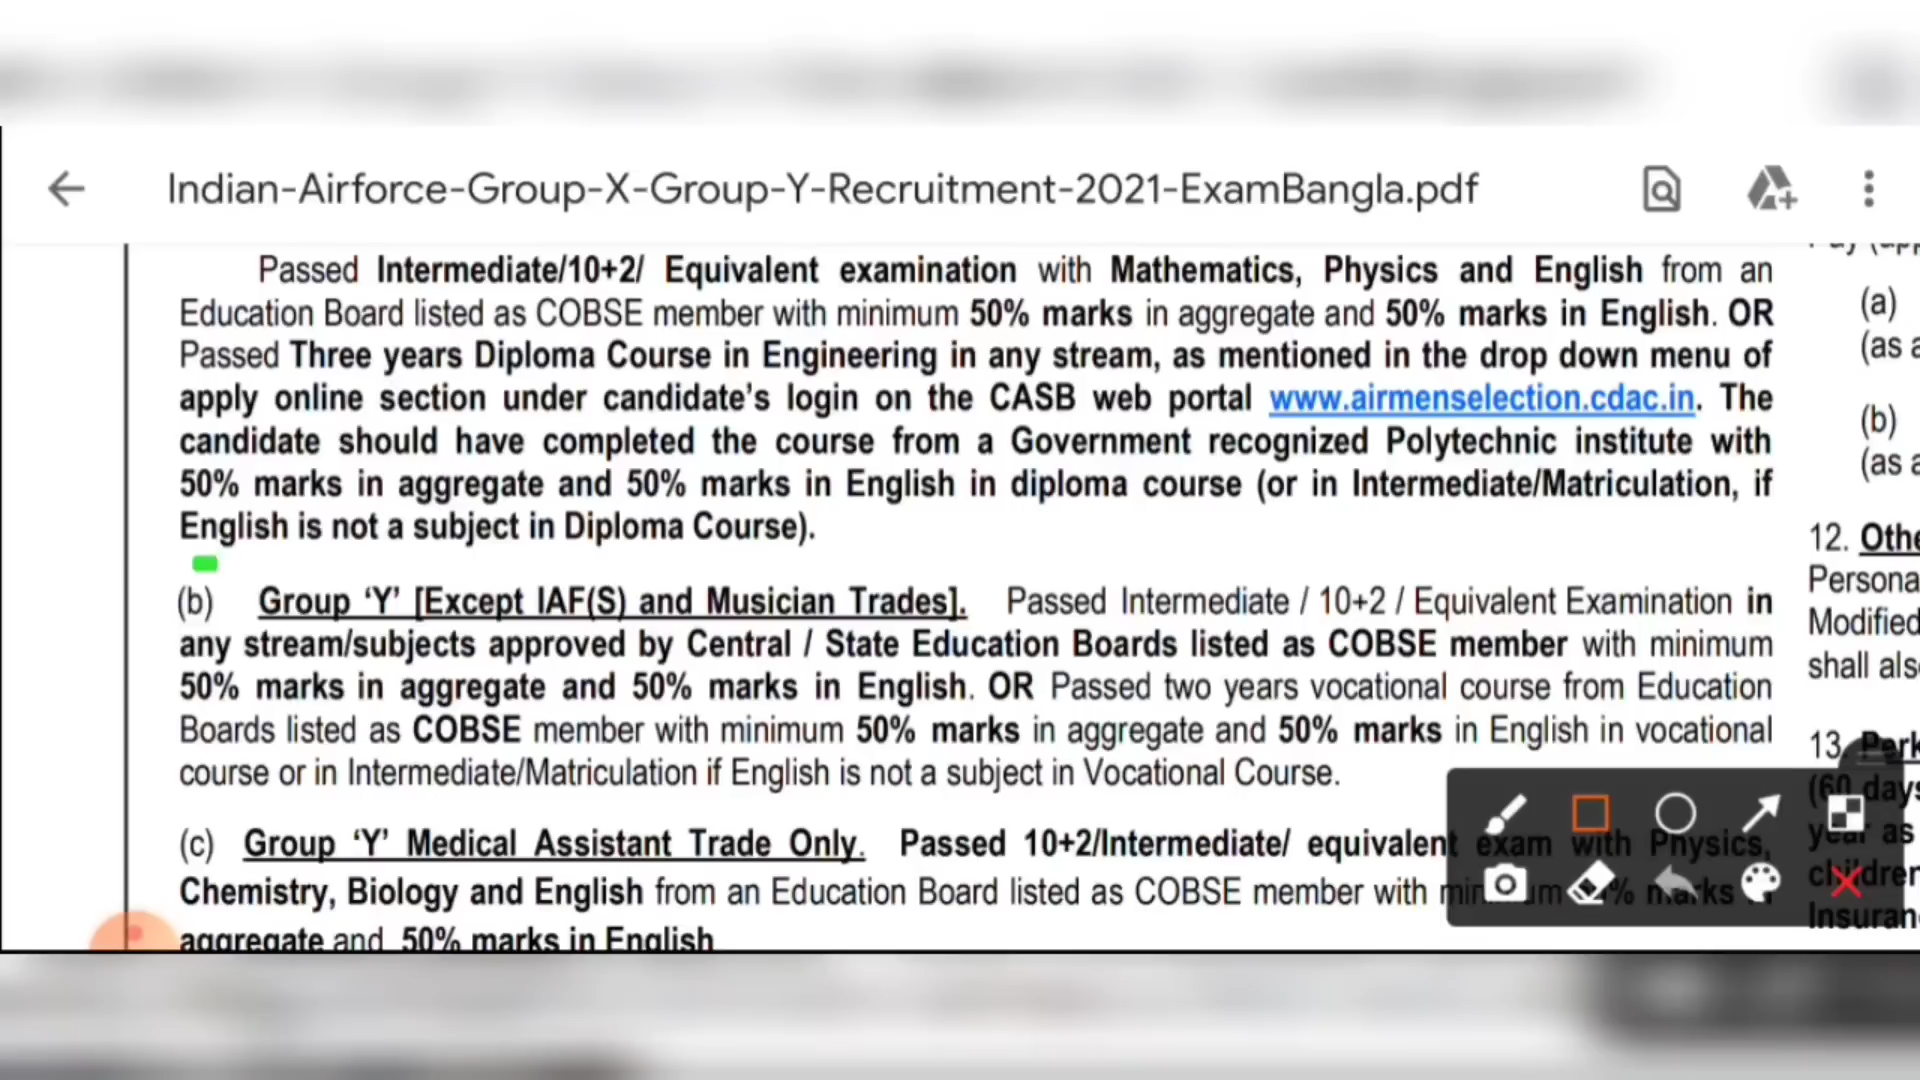 Indian-Airforce-Group-X-Group-Y-Recruitment-2021-ExamBangla.pdf
Passed Intermediate/10+2/ Equivalent examination with Mathematics, Physics and English from an
Education Board listed as COBSE member with minimum 50% marks in aggregate and 50% marks in English. OR
Passed Three years Diploma Course in Engineering in any stream, as mentioned in the drop down menu of
apply online section under candidate's login on the CASB web portal www.airmenselection.cdac.in. The
candidate should have completed the course from a Government recognized Polytechnic institute with
50% marks in aggregate and 50% marks in English in diploma course (or in Intermediate/Matriculation, if
English is not a subject in Diploma Course).
(b) Group ‘Y’ [Except IAF(S) and Musician Trades]. Passed Intermediate / 10+2 / Equivalent Examination in
any stream/subjects approved by Central / State Education Boards listed as COBSE member with minimum
50% marks in aggregate and 50% marks in English. OR Passed two years vocational course from Education
Boards listed as COBSE member with minimum 50% marks in aggregate and 50% marks in English in vocational
course or in Intermediate/Matriculation if English is not a subject in Vocational Course.
(c) Group ‘Y’ Medical Assistant Trade Only. Passed 10+2/Intermediate/ equivalent exam with Physics,
Chemistry, Biology and English from an Education Board listed as COBSE member with % marks
aggregate and 50% marks in English
(a)
(as a
(b)
(as a
12. Othe
Persona
Modified
shall als
13. Perk
(60 days
year as
children
Insuran